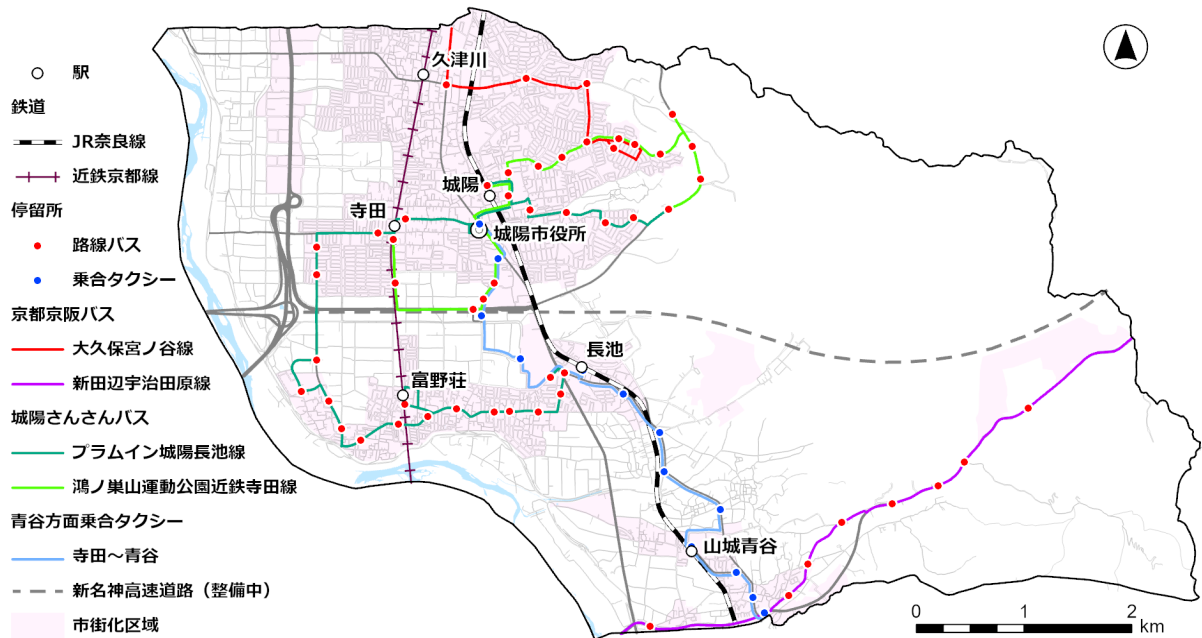 駅
鉄道
JR奈良線
近鉄京都線
停留所
路線バス
乗合タクシー
京都京阪バス
大久保宮ノ谷線
新田辺宇治田原線
城陽さんさんバス
プラムイン城陽長池線
鴻ノ巣山運動公園近鉄寺田線
青谷方面乗合タクシー
寺田～青谷
新名神高速道路（整備中）
市街化区域
久津川
城陽
寺田
城陽市役所
長池
富野荘
山城青谷
0 1 2
km